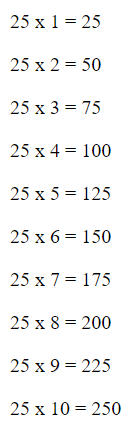 25 x 1 = 25
25 x 2 = 50
25 x 3 = 75
25 x 4 = 100
25 x 5 = 125
25 x 6 = 150
25 x 7 = 175
25 x 8 = 200
25 x 9 = 225
25 x 10 = 250